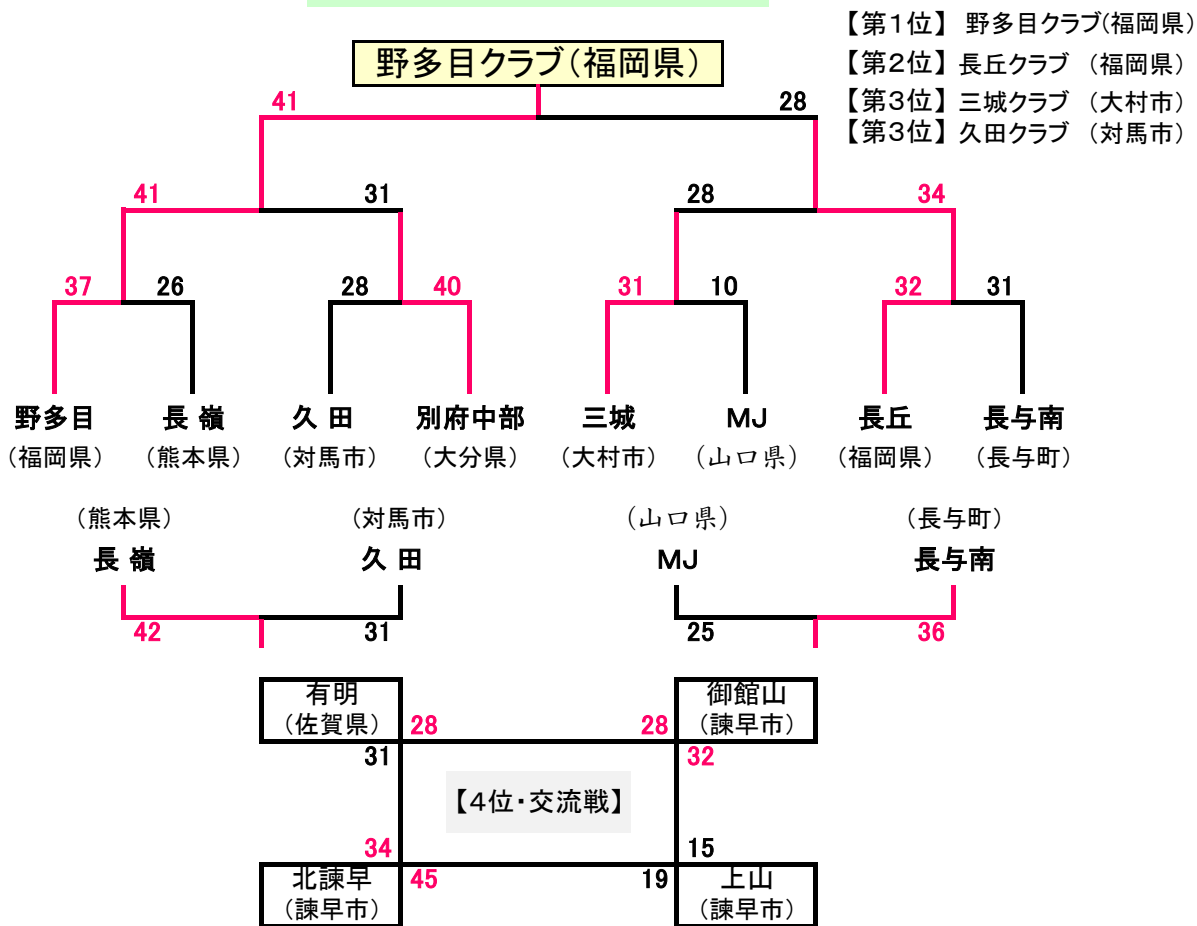 【第1位】 野多目クラブ(福岡県)
【第2位】 長丘クラブ (福岡県)
【第3位】 三城クラブ (大村市)
【第3位】 久田クラブ (対馬市)
野多目クラブ(福岡県)
41 28
41 31 28 34
37 26 28 40 31 10 32 31
野多目 長 嶺 久 田 別府中部 三城 MJ 長丘 長与南
(福岡県) (熊本県) (対馬市) (大分県) (大村市) (山口県) (福岡県) (長与町)
(熊本県) (対馬市) (山口県) (長与町)
長 嶺 久 田 MJ 長与南
42 31 25 36
有明 御館山
(佐賀県) 28 28 (諫早市)
31 32
【4位・交流戦】
34 15
北諫早 45 19 上山
(諫早市) (諫早市)